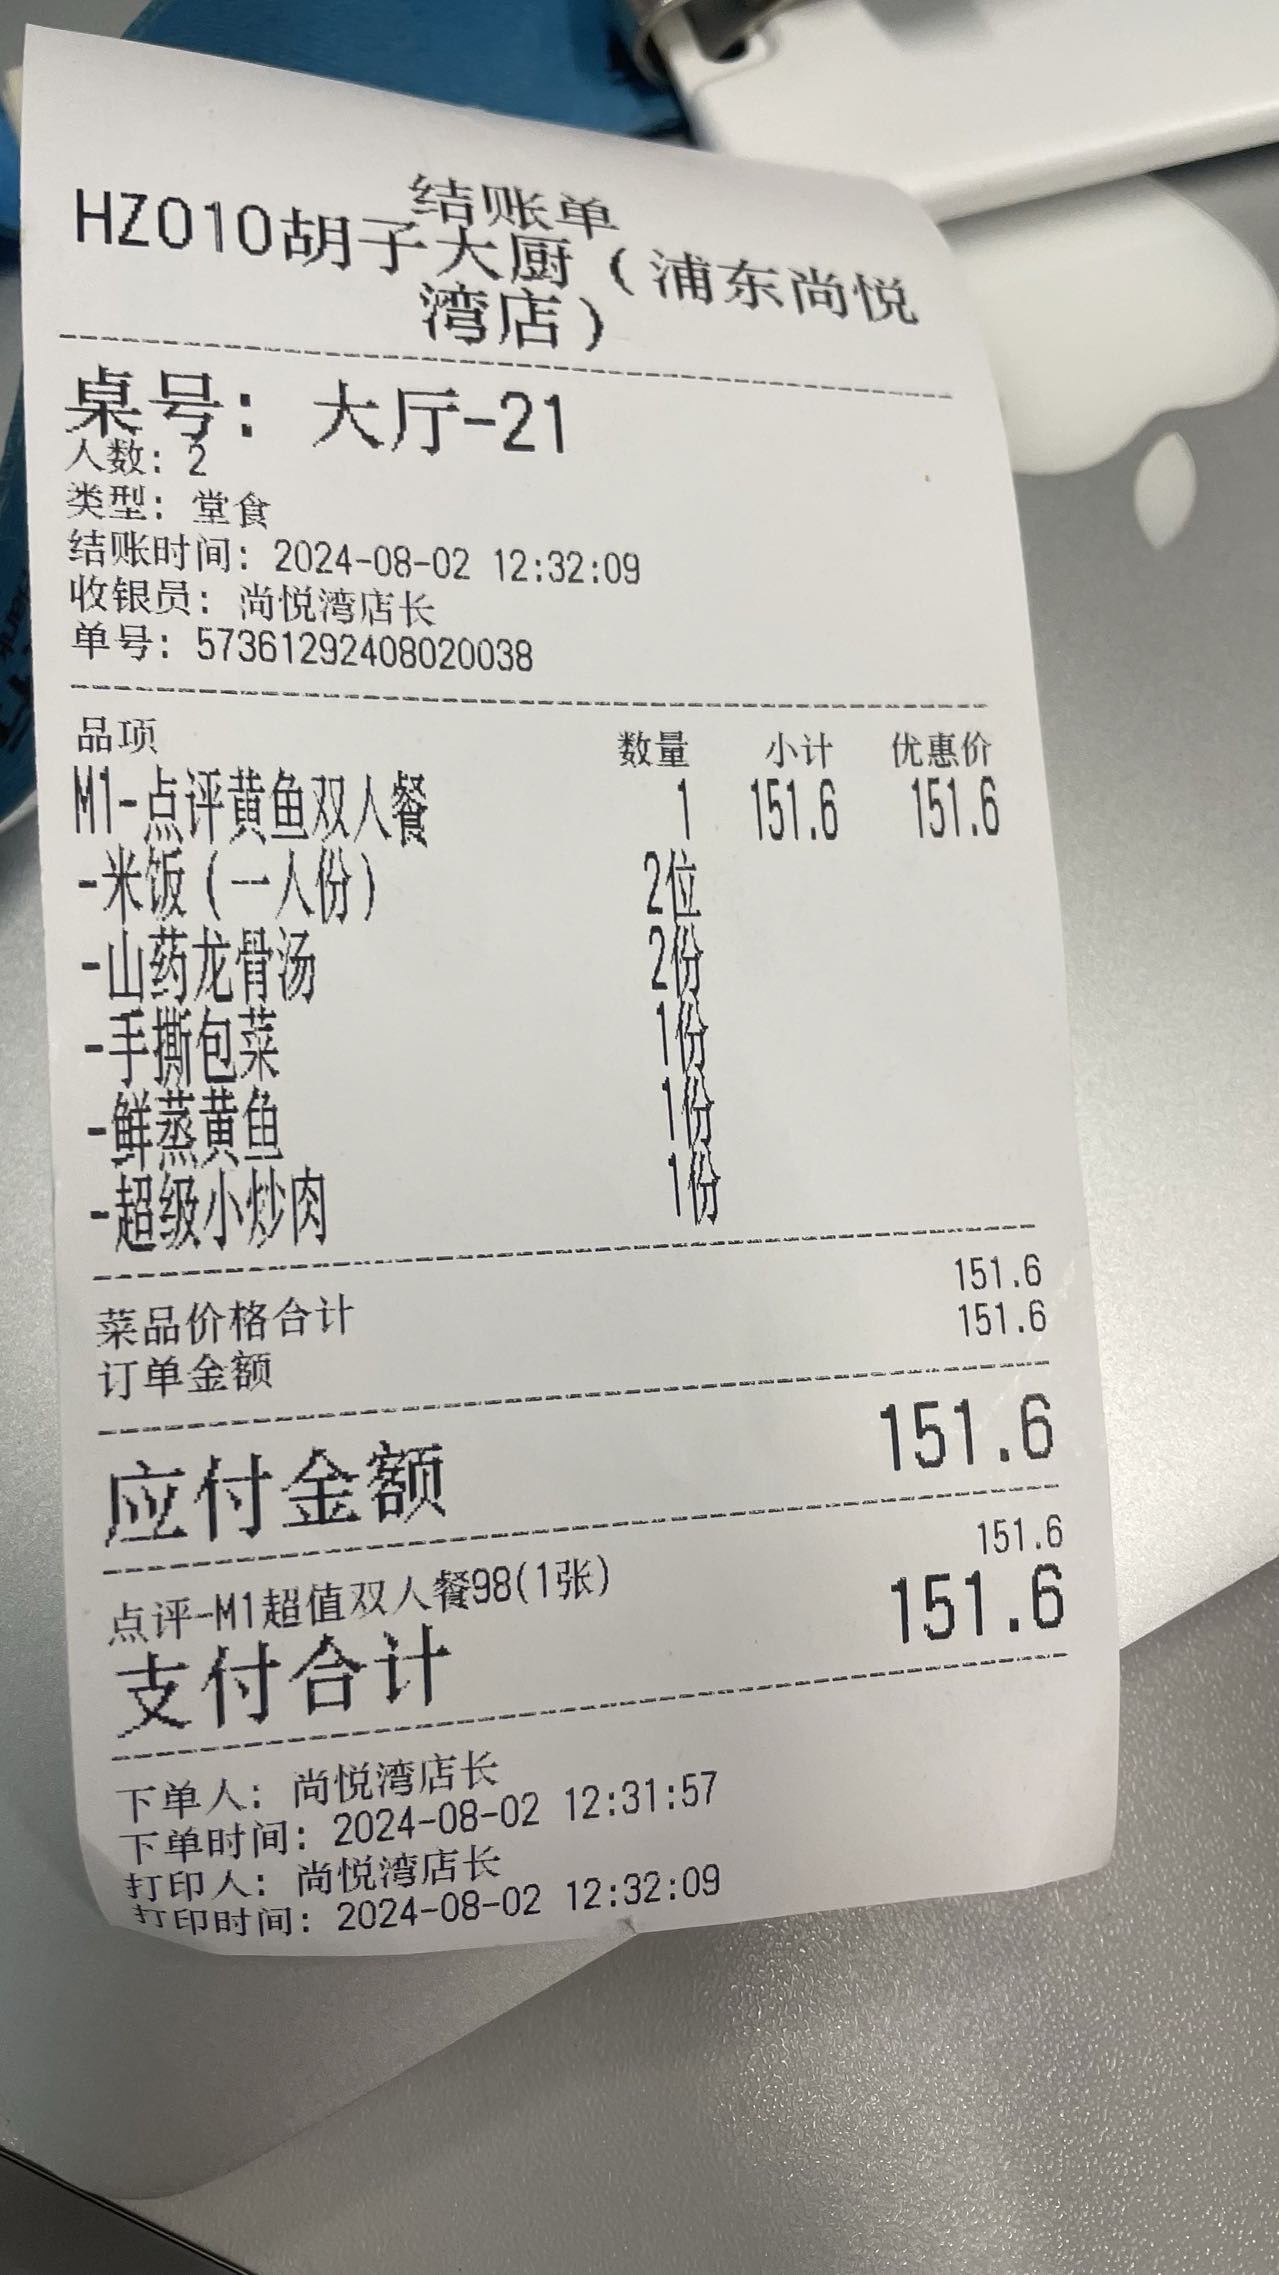 结账单
HZ010胡子大厨（浦东尚悦
湾店）
桌号：大厅-21
人数：2
类型：堂食
结账时间：2024-08-02 12:32:09
收银员：尚悦湾店长
单号：57361292408020038
品项 数量 小计 优惠价
M1-点评黄鱼双人餐 1 151.6 151.6
-米饭（一人份） 2位
-山药龙骨汤 2份
-手撕包菜 1份
-鲜蒸黄鱼 1份
-超级小炒肉 1份
菜品价格合计 151.6
订单金额 151.6
应付金额 151.6
点评-M1超值双人餐98(1张) 151.6
支付合计 151.6
下单人：尚悦湾店长
下单时间：2024-08-02 12:31:57
打印人：尚悦湾店长
打印时间：2024-08-02 12:32:09